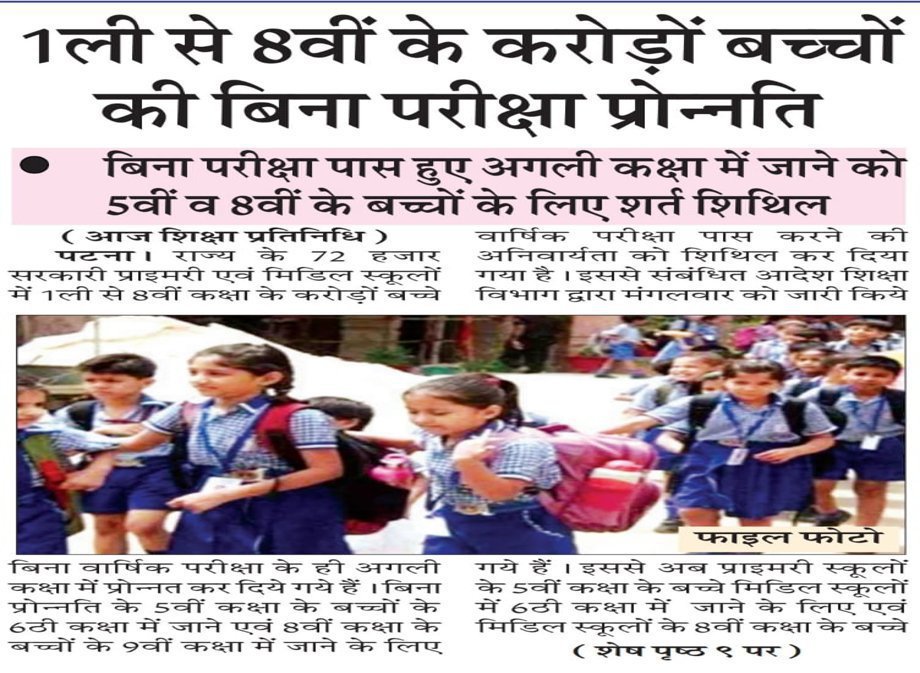 1ली से 8वीं के करोड़ों बच्चों
की बिना परीक्षा प्रोन्नति
● बिना परीक्षा पास हुए अगली कक्षा में जाने को
5वीं व 8वीं के बच्चों के लिए शर्त शिथिल
( आज शिक्षा प्रतिनिधि )
पटना। राज्य के 72 हजार
सरकारी प्राइमरी एवं मिडिल स्कूलों
में 1ली से 8वीं कक्षा के करोड़ों बच्चे
बिना वार्षिक परीक्षा के ही अगली
कक्षा में प्रोन्नत कर दिये गये हैं । बिना
प्रोन्नति के 5वीं कक्षा के बच्चों के
6ठी कक्षा में जाने एवं 8वीं कक्षा के
बच्चों के 9वीं कक्षा में जाने के लिए
वार्षिक परीक्षा पास करने की
अनिवार्यता को शिथिल कर दिया
गया है । इससे संबंधित आदेश शिक्षा
विभाग द्वारा मंगलवार को जारी किये
फाइल फोटो
गये हैं । इससे अब प्राइमरी स्कूलों
के 5वीं कक्षा के बच्चे मिडिल स्कूलों
में 6ठी कक्षा में जाने के लिए एवं
मिडिल स्कूलों के 8वीं कक्षा के बच्चे
( शेष पृष्ठ ९ पर )